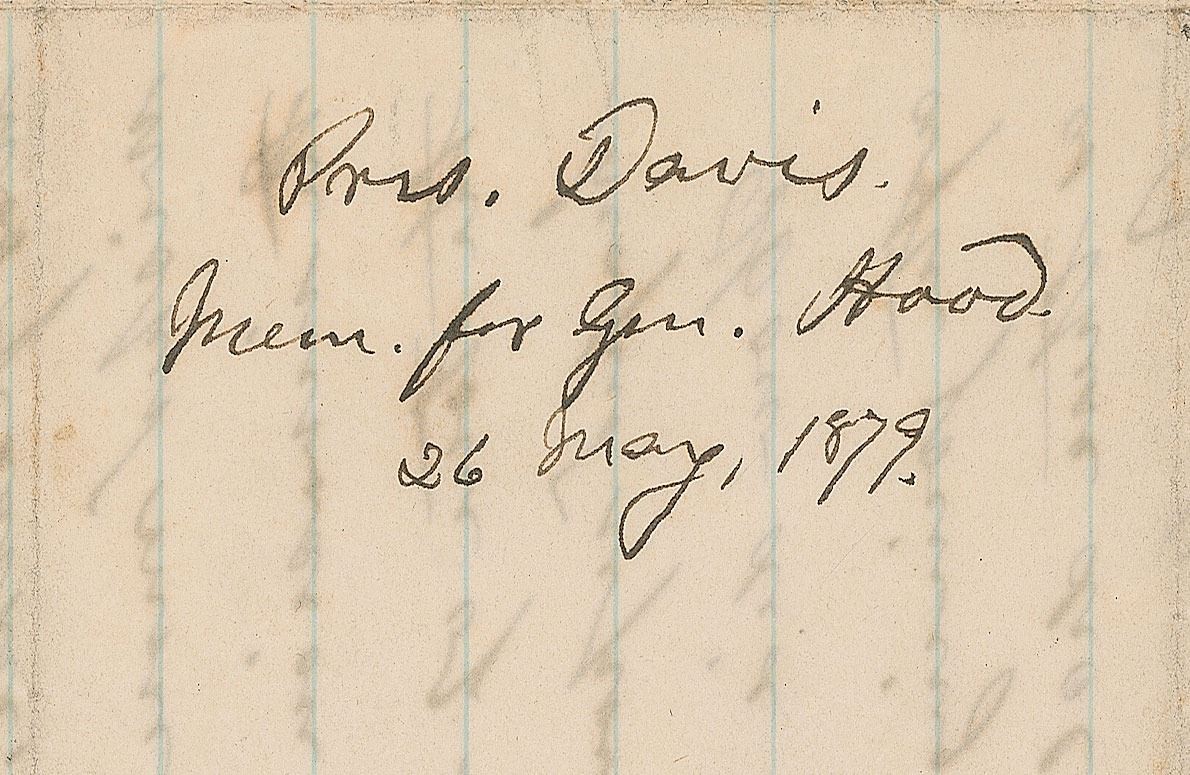 Pres. Davis.
Mem. for Gen. Hood.
26 May, 1879.